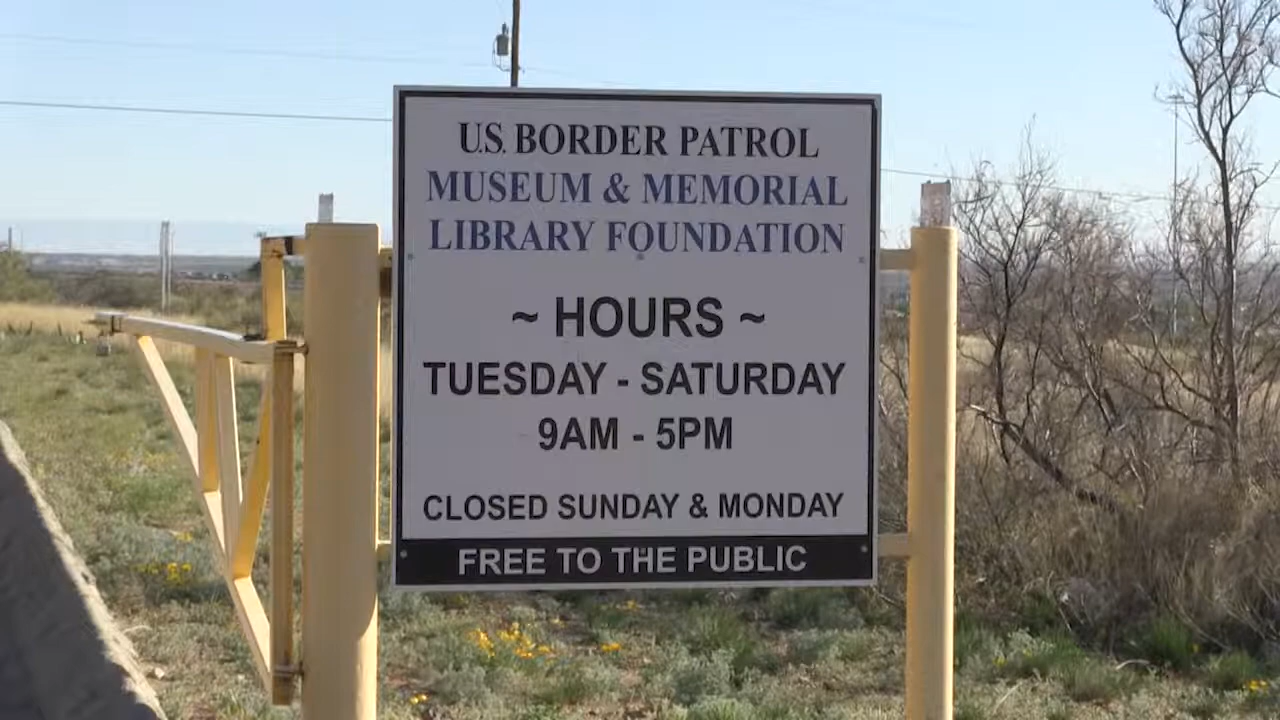 U.S. BORDER PATROL
MUSEUM & MEMORIAL
LIBRARY FOUNDATION
~ HOURS ~
TUESDAY - SATURDAY
9AM - 5PM
CLOSED SUNDAY & MONDAY
FREE TO THE PUBLIC